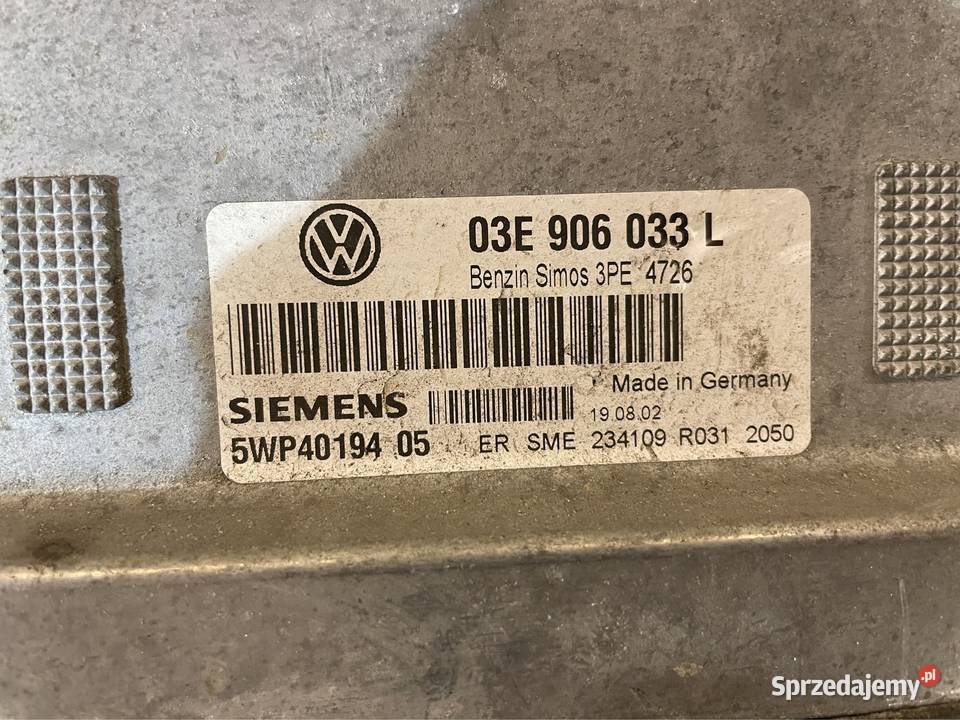 03E 906 033 L
Benzin Simos 3PE 4726
Made in Germany
SIEMENS
19.08.02
5WP40194 05 ER SME 234109 R031 2050
Sprzedajemy.pl